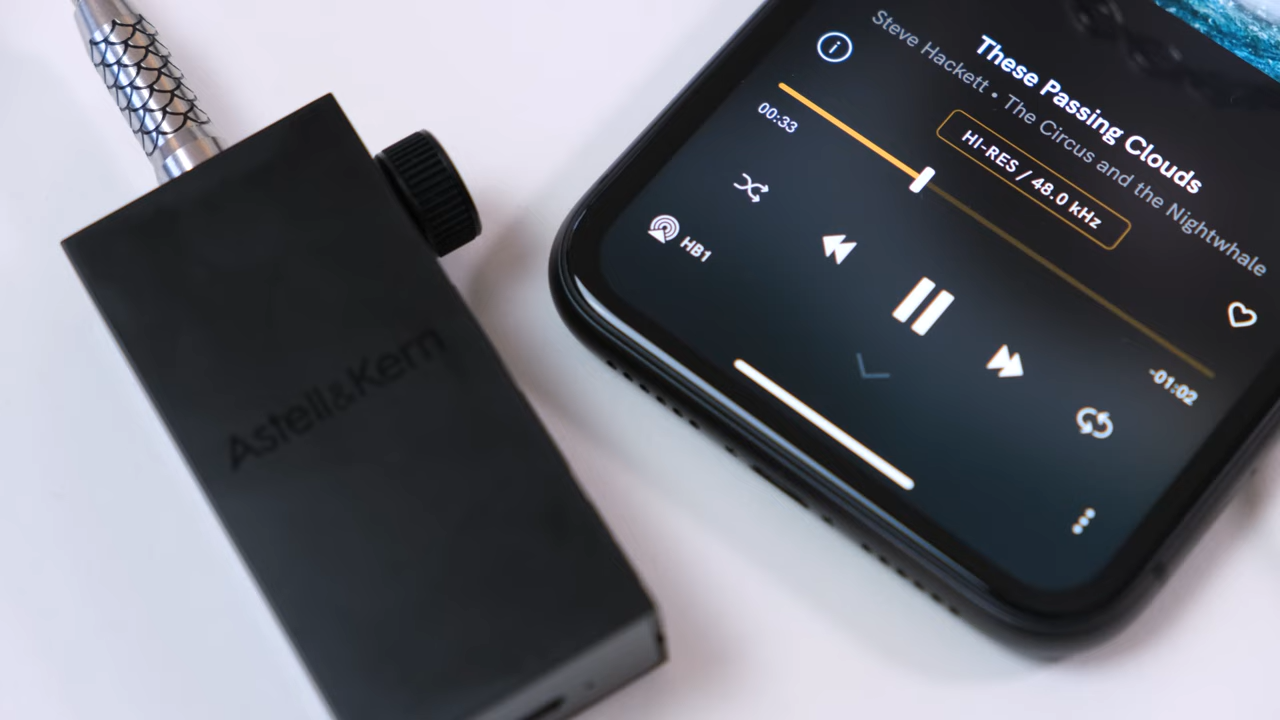 Astell&Kern
These Passing Clouds
Steve Hackett • The Circus and the Nightwhale
00:33
HI-RES / 48.0 kHz
-01:02
HB1